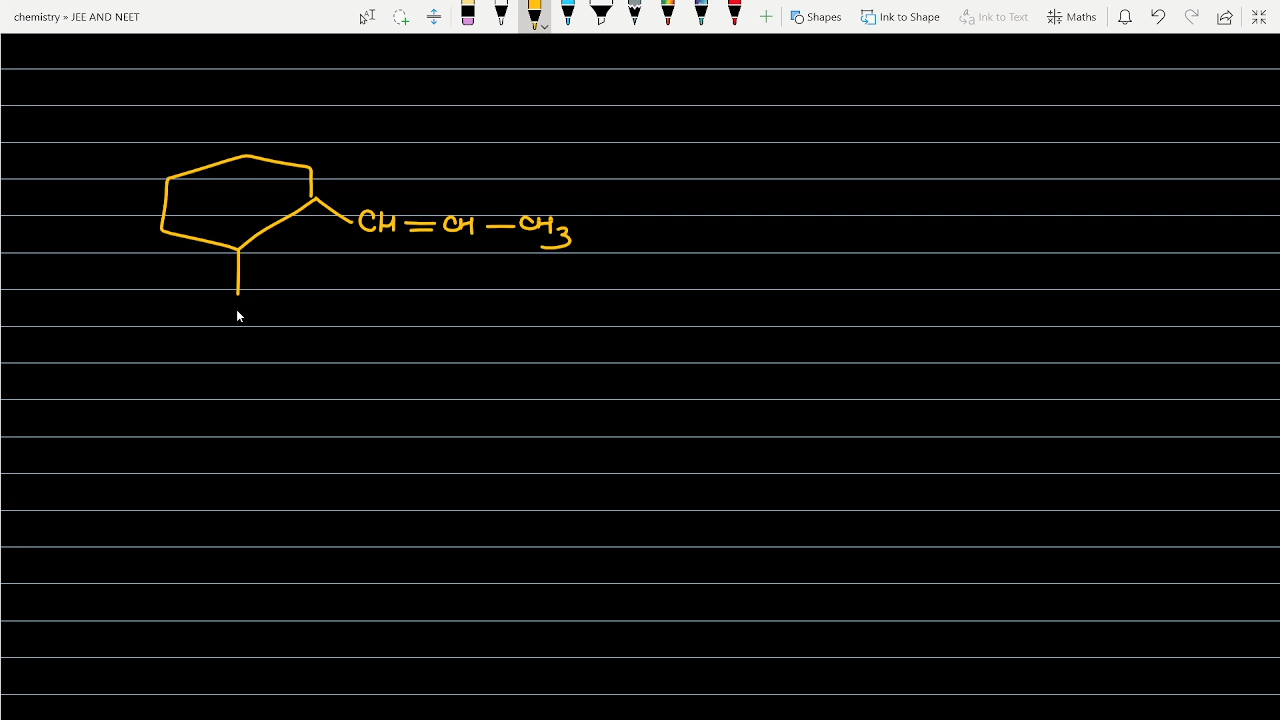 chemistry » JEE AND NEET
Shapes
Ink to Shape
Ink to Text
Maths
CH=CH-CH3